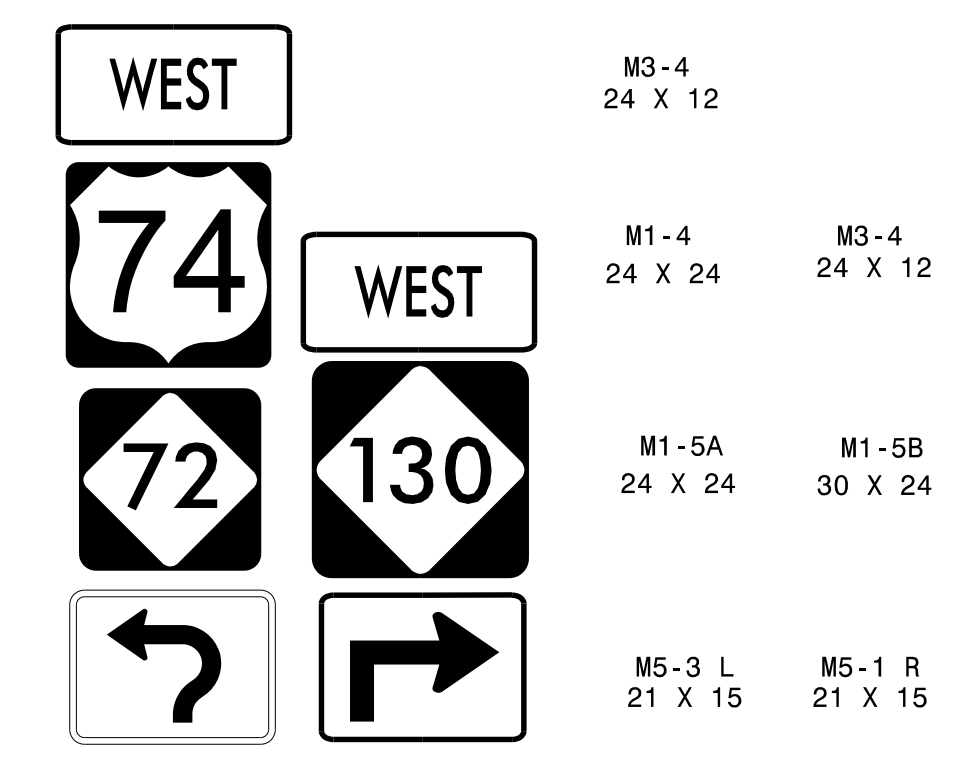 WEST
M3-4
24 X 12
74
WEST
M1-4
24 X 24
M3-4
24 X 12
72
130
M1-5A
24 X 24
M1-5B
30 X 24
M5-3 L
21 X 15
M5-1 R
21 X 15